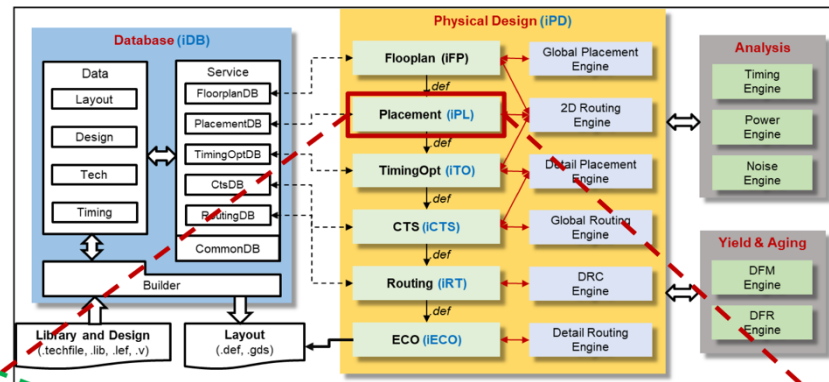 Database (iDB)
Data
Layout
Design
Tech
Timing
Service
FloorplanDB
PlacementDB
TimingOptDB
CtsDB
RoutingDB
CommonDB
Builder
Library and Design
(.techfile, .lib, .lef, .v)
Layout
(.def, .gds)
Physical Design (iPD)
Flooplan (iFP)
def
Placement (iPL)
def
TimingOpt (iTO)
def
CTS (iCTS)
def
Routing (iRT)
def
ECO (iECO)
Global Placement
Engine
2D Routing
Engine
Detail Placement
Engine
Global Routing
Engine
DRC
Engine
Detail Routing
Engine
Analysis
Timing
Engine
Power
Engine
Noise
Engine
Yield & Aging
DFM
Engine
DFR
Engine